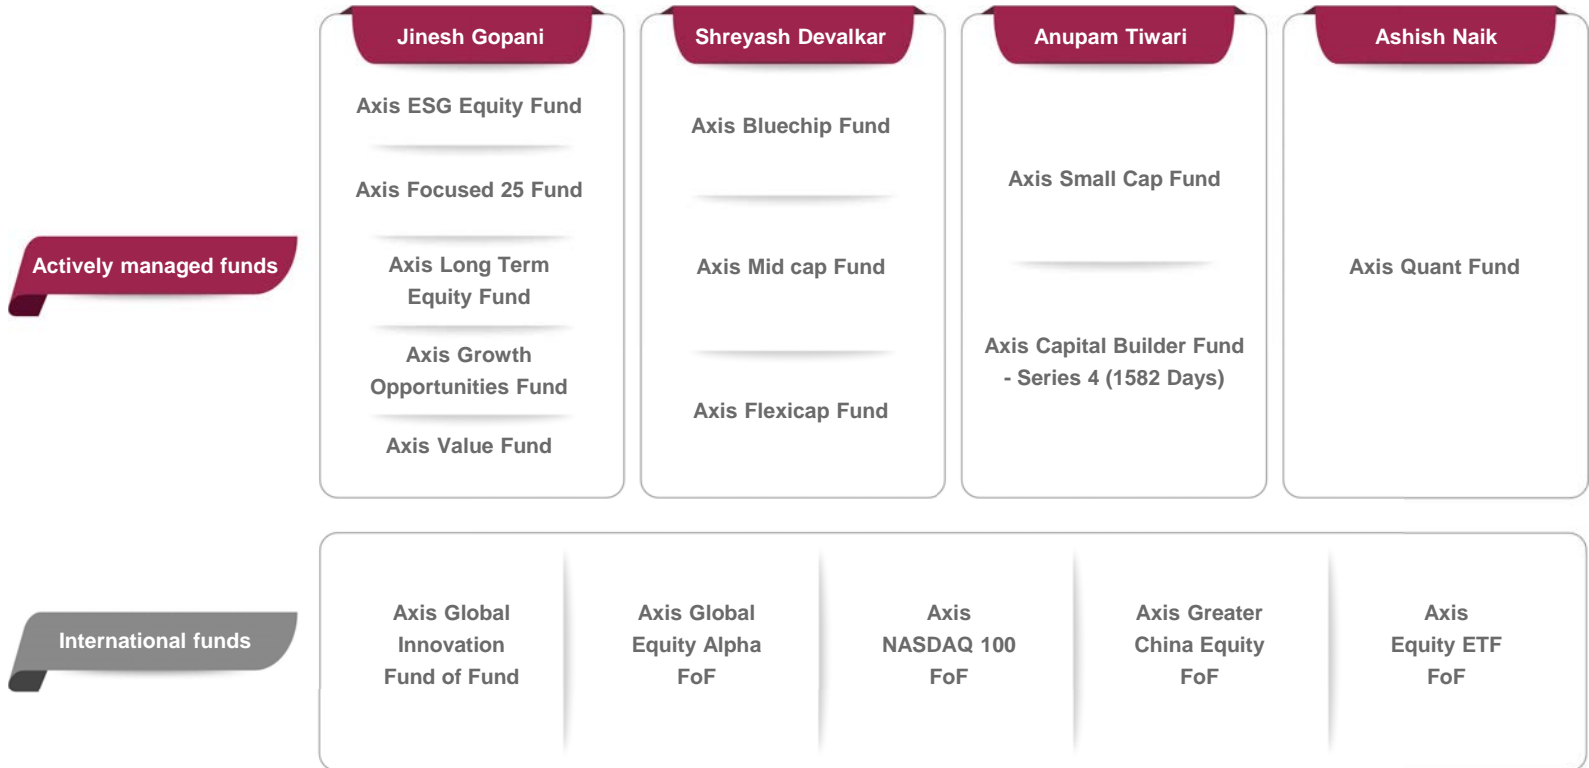 Jinesh Gopani
Axis ESG Equity Fund
Axis Focused 25 Fund
Axis Long Term
Equity Fund
Axis Growth
Opportunities Fund
Axis Value Fund
Shreyash Devalkar
Axis Bluechip Fund
Axis Mid cap Fund
Axis Flexicap Fund
Anupam Tiwari
Axis Small Cap Fund
Axis Capital Builder Fund
- Series 4 (1582 Days)
Ashish Naik
Axis Quant Fund
Actively managed funds
International funds
Axis Global
Innovation
Fund of Fund
Axis Global
Equity Alpha
FoF
Axis
NASDAQ 100
FoF
Axis Greater
China Equity
FoF
Axis
Equity ETF
FoF